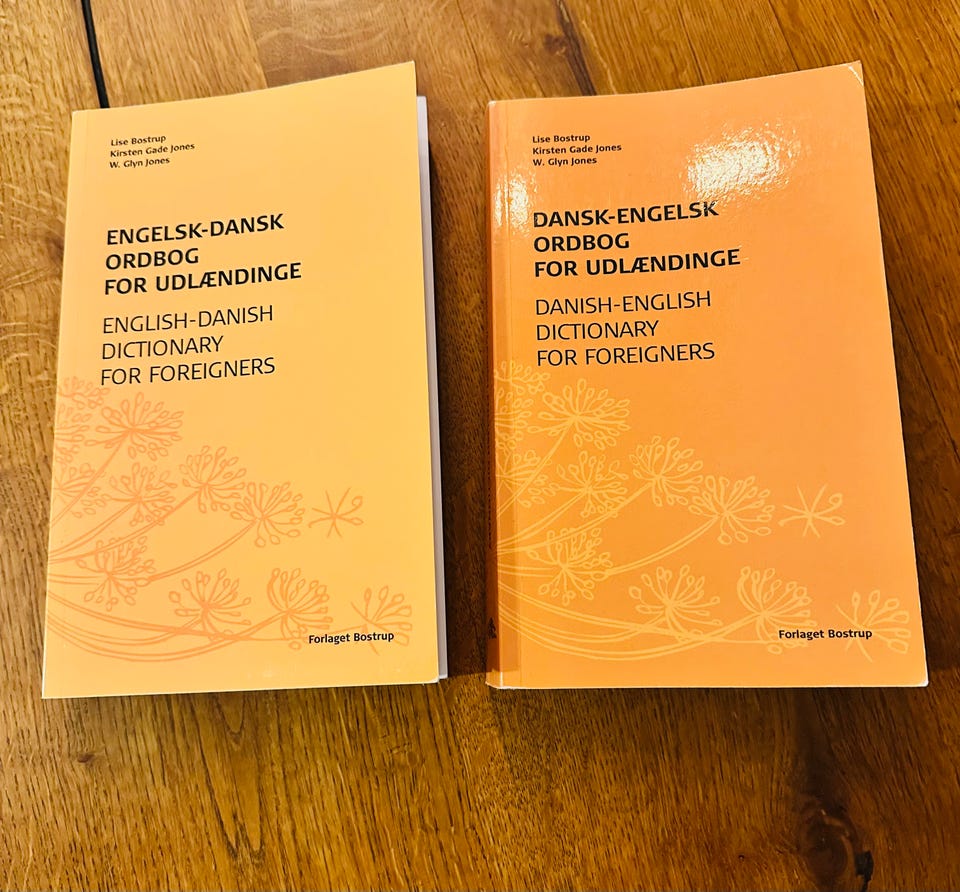 Lise Bostrup
Kirsten Gade Jones
W. Glyn Jones
ENGELSK-DANSK
ORDBOG
FOR UDLÆNDINGE
ENGLISH-DANISH
DICTIONARY
FOR FOREIGNERS
Forlaget Bostrup
Lise Bostrup
Kirsten Gade Jones
W. Glyn Jones
DANSK-ENGELSK
ORDBOG
FOR UDLÆNDINGE
DANISH-ENGLISH
DICTIONARY
FOR FOREIGNERS
Forlaget Bostrup